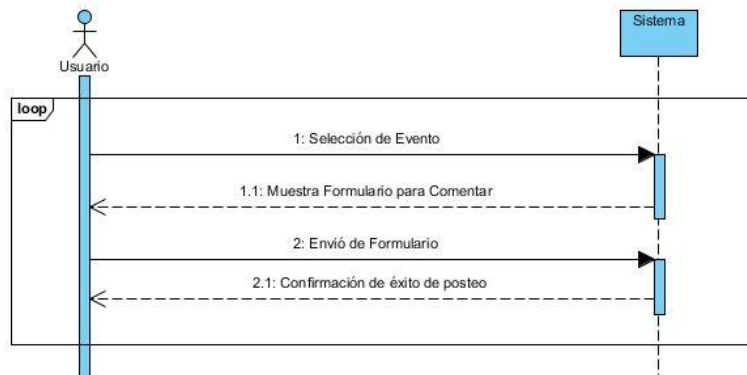 Sistema
Usuario
loop
1: Selección de Evento
1.1: Muestra Formulario para Comentar
2: Envió de Formulario
2.1: Confirmación de éxito de posteo